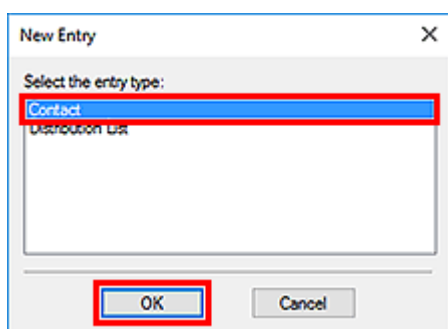 New Entry
Select the entry type:
Contact
Distribution List
OK
Cancel